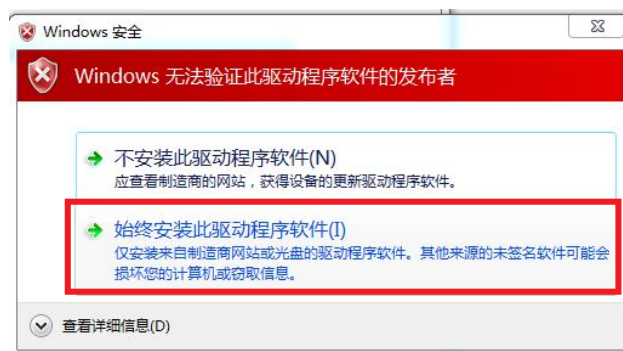 Windows 安全
Windows 无法验证此驱动程序软件的发布者
不安装此驱动程序软件(N)
应查看制造商的网站，获得设备的更新驱动程序软件。
始终安装此驱动程序软件(I)
仅安装来自制造商网站或光盘的驱动程序软件。其他来源的未签名软件可能会
损坏您的计算机或窃取信息。
查看详细信息(D)